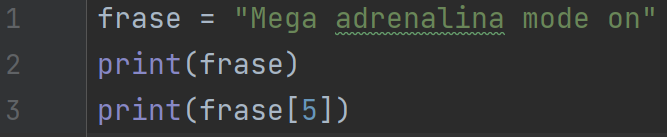 1 frase = "Mega adrenalina mode on"
2 print(frase)
3 print(frase[5])